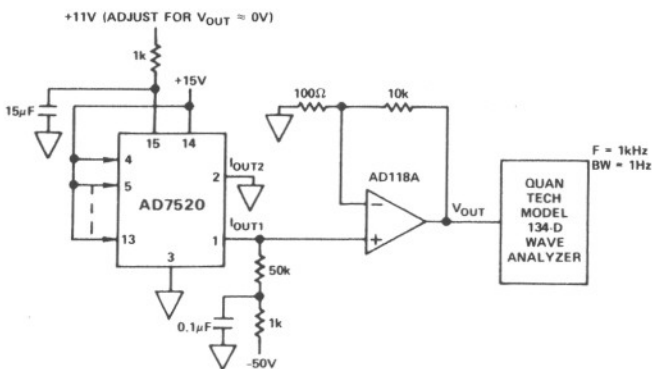 +11V (ADJUST FOR VOUT ≈ 0V)
1k
+15V
15μF
15
14
4
5
13
AD7520
IOUT2
2
IOUT1
1
3
50k
0.1μF
1k
-50V
100Ω
10k
AD118A
−
+
VOUT
F = 1kHz
BW = 1Hz
QUAN
TECH
MODEL
134-D
WAVE
ANALYZER